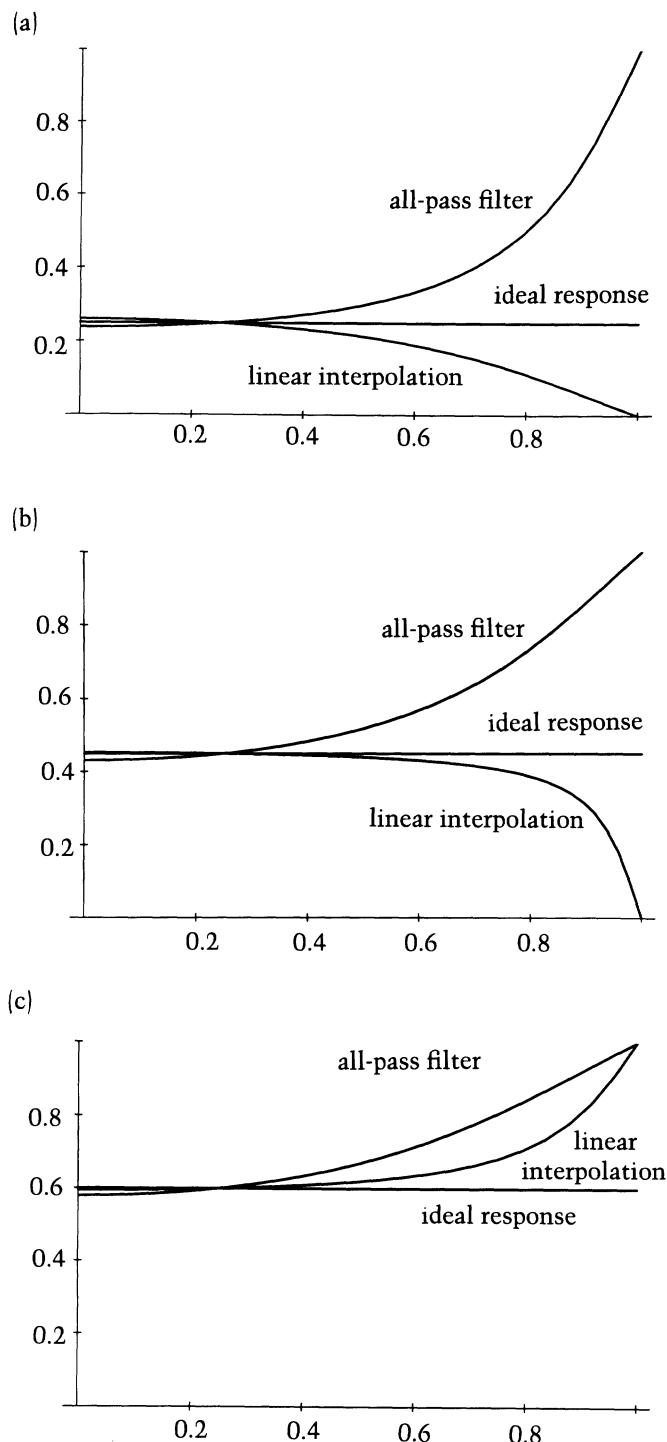 (a)
0.8
0.6
all-pass filter
0.4
ideal response
0.2
linear interpolation
0.2 0.4 0.6 0.8
(b)
0.8
all-pass filter
0.6
ideal response
0.4
linear interpolation
0.2
0.2 0.4 0.6 0.8
(c)
all-pass filter
0.8
linear
interpolation
0.6
ideal response
0.4
0.2
0.2 0.4 0.6 0.8